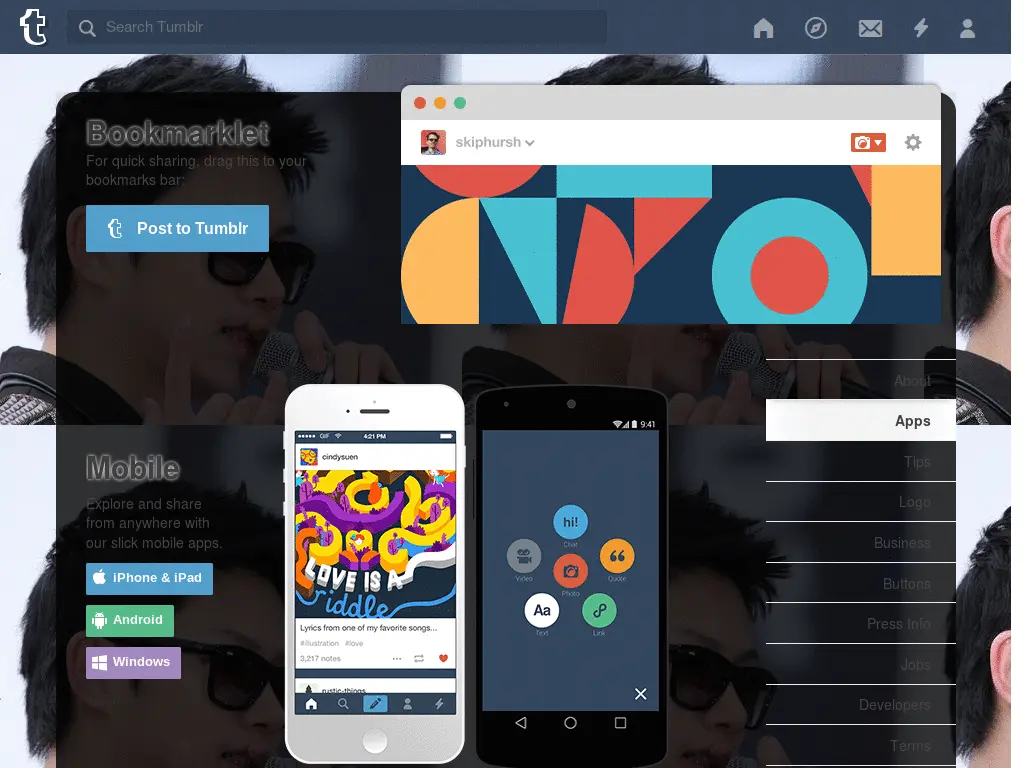 Search Tumblr
Bookmarklet
For quick sharing, drag this to your
bookmarks bar:
Post to Tumblr
skiphursh
About
Apps
Tips
Logo
Business
Buttons
Press Info
Jobs
Developers
Terms
Mobile
Explore and share
from anywhere with
our slick mobile apps.
iPhone & iPad
Android
Windows
GIF 4:21 PM
cindysuen
LOVE IS A
riddle
Lyrics from one of my favorite songs...
#illustration #love
3,217 notes
rustic-things
9:41
hi!
Chat
Video
Quote
Photo
Aa
Text
Link